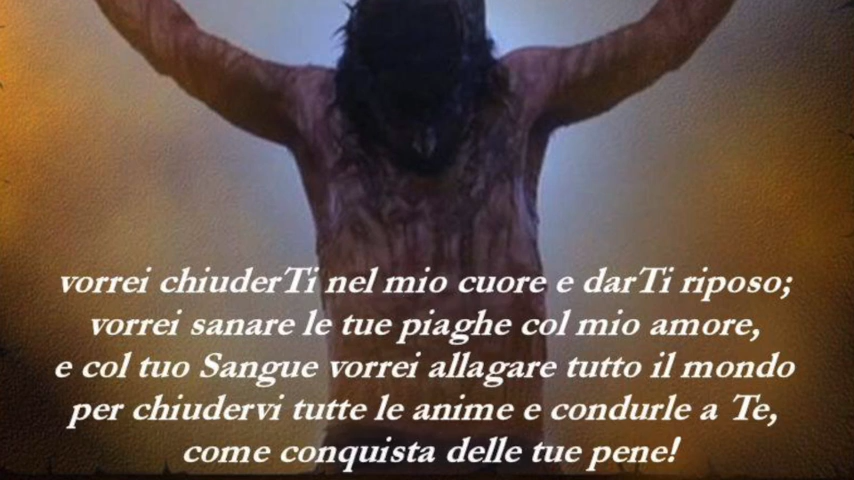 vorrei chiuderTi nel mio cuore e darTi riposo;
vorrei sanare le tue piaghe col mio amore,
e col tuo Sangue vorrei allagare tutto il mondo
per chiudervi tutte le anime e condurle a Te,
come conquista delle tue pene!